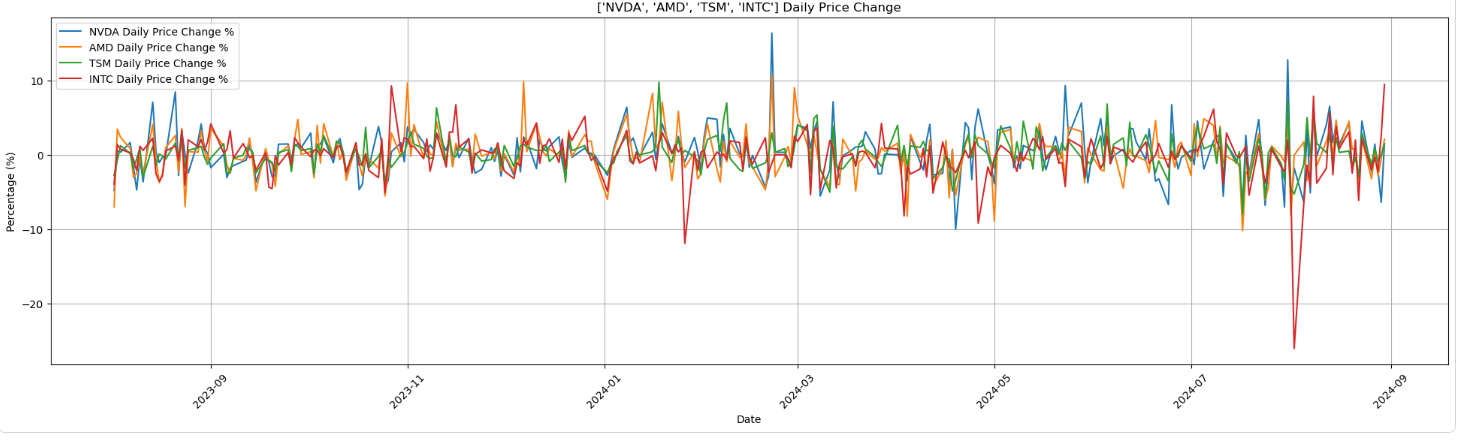 ['NVDA', 'AMD', 'TSM', 'INTC'] Daily Price Change
NVDA Daily Price Change %
AMD Daily Price Change %
TSM Daily Price Change %
INTC Daily Price Change %
10
0
−10
−20
Percentage (%)
2023-09
2023-11
2024-01
2024-03
2024-05
2024-07
2024-09
Date